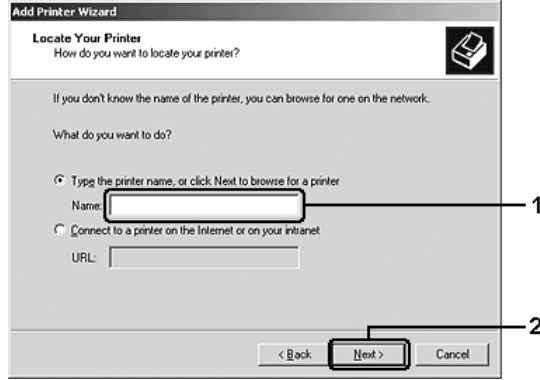 Add Printer Wizard
Locate Your Printer
How do you want to locate your printer?
If you don't know the name of the printer, you can browse for one on the network.
What do you want to do?
Type the printer name, or click Next to browse for a printer
Name:
1
Connect to a printer on the Internet or on your intranet
URL:
2
< Back
Next >
Cancel